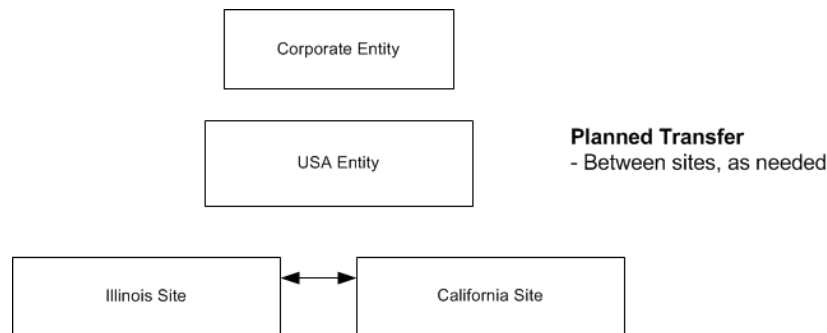 Corporate Entity
USA Entity
Planned Transfer
- Between sites, as needed
Illinois Site
California Site